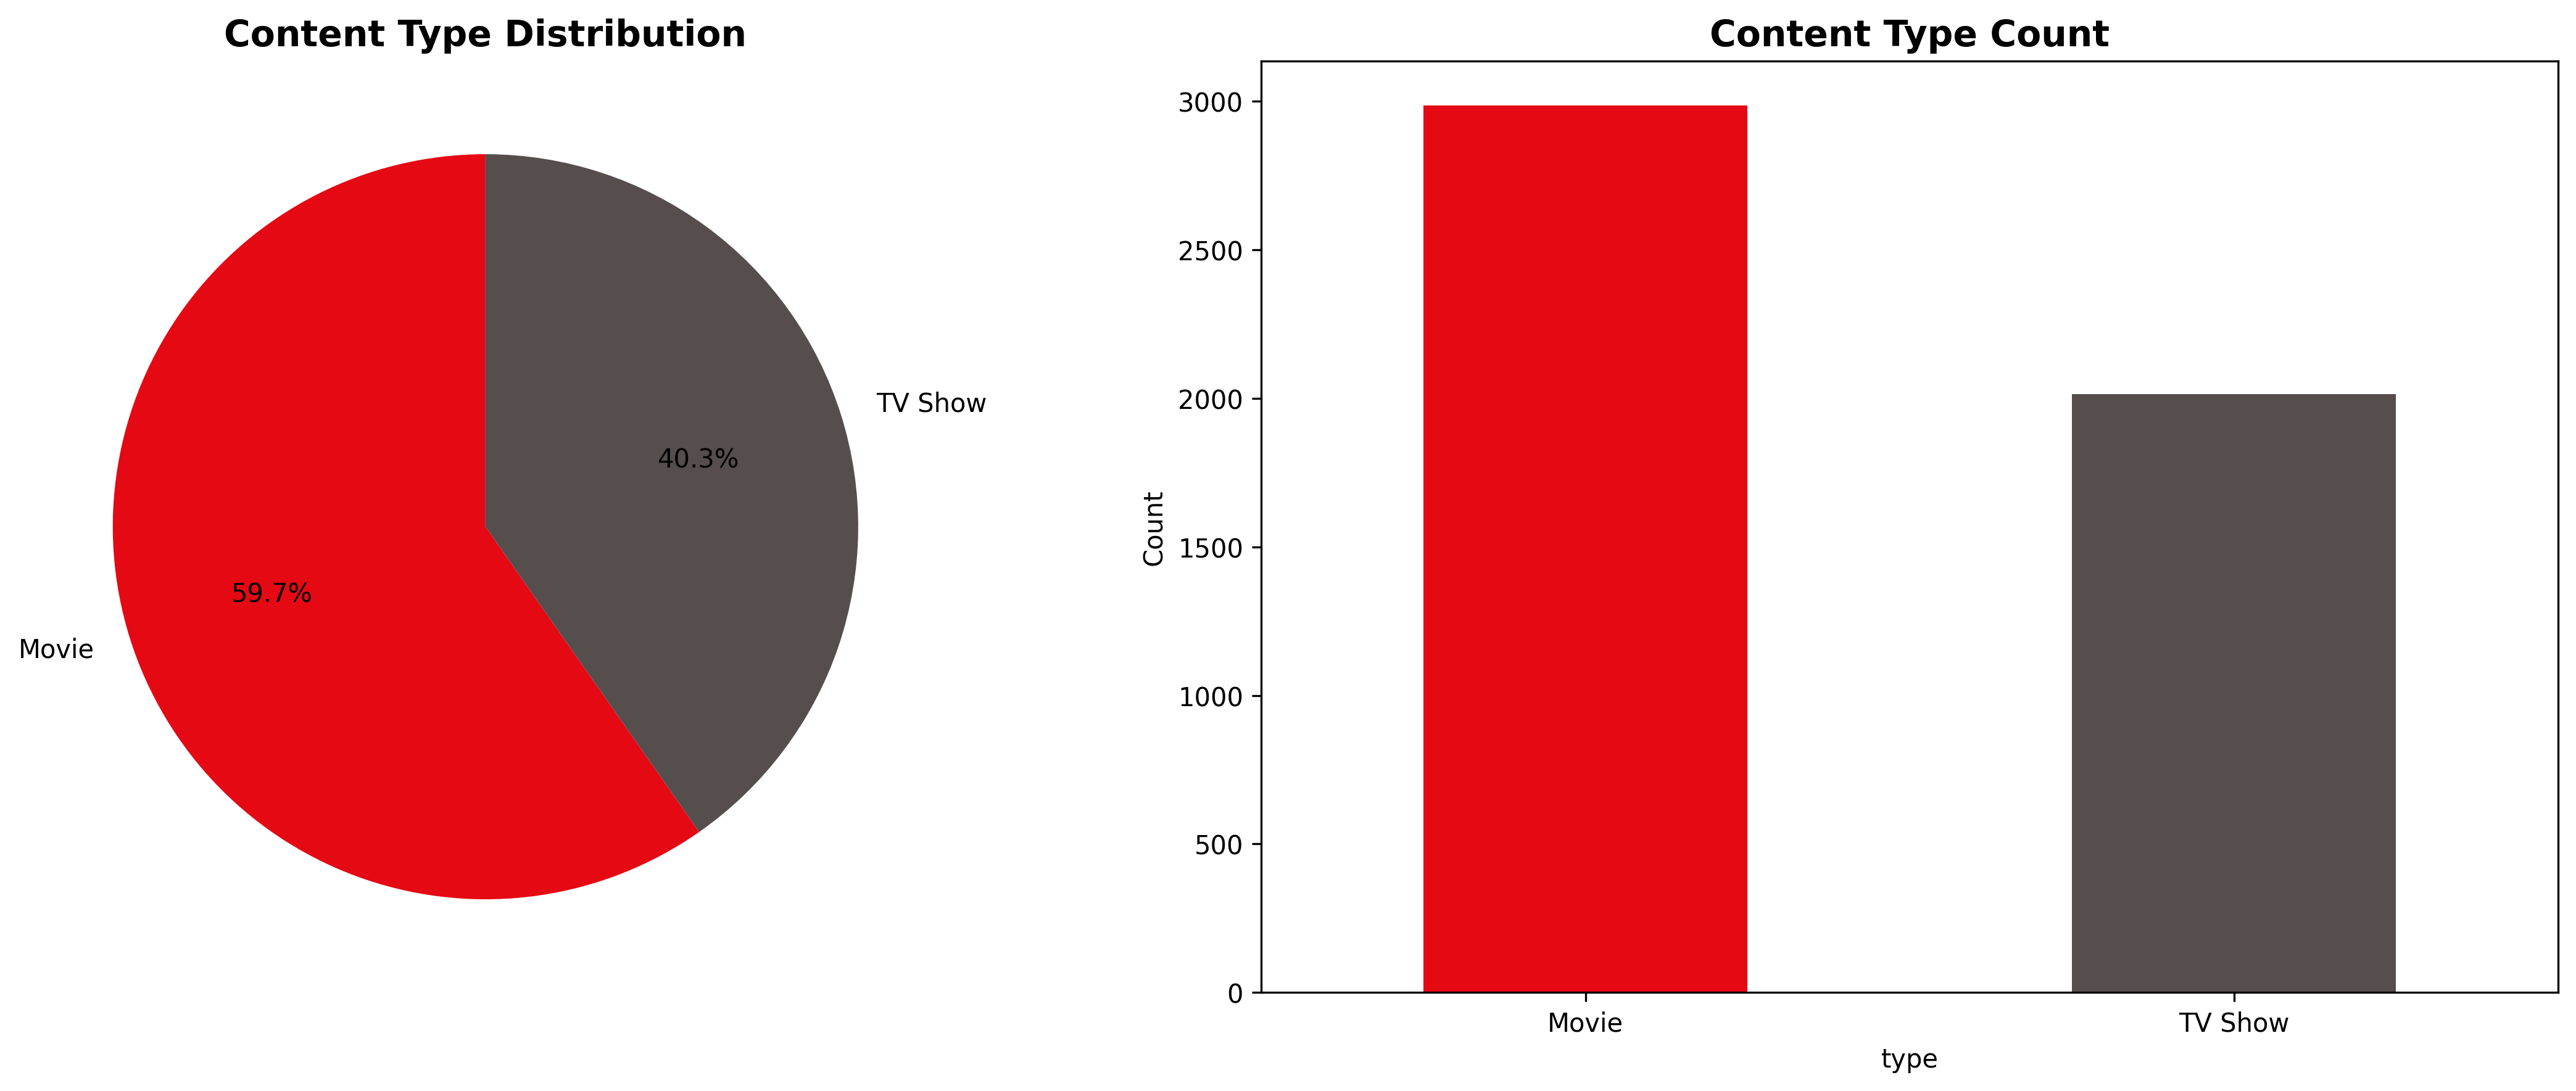 Content Type Distribution
TV Show
40.3%
59.7%
Movie
Content Type Count
3000
2500
2000
1500
1000
500
0
Count
Movie
TV Show
type